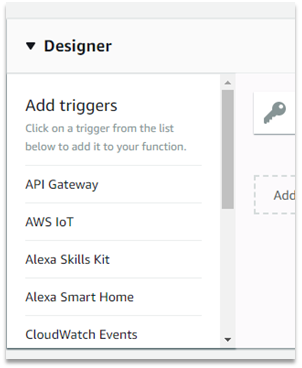 Designer
Add triggers
Click on a trigger from the list
below to add it to your function.
API Gateway
AWS IoT
Alexa Skills Kit
Alexa Smart Home
CloudWatch Events
Add